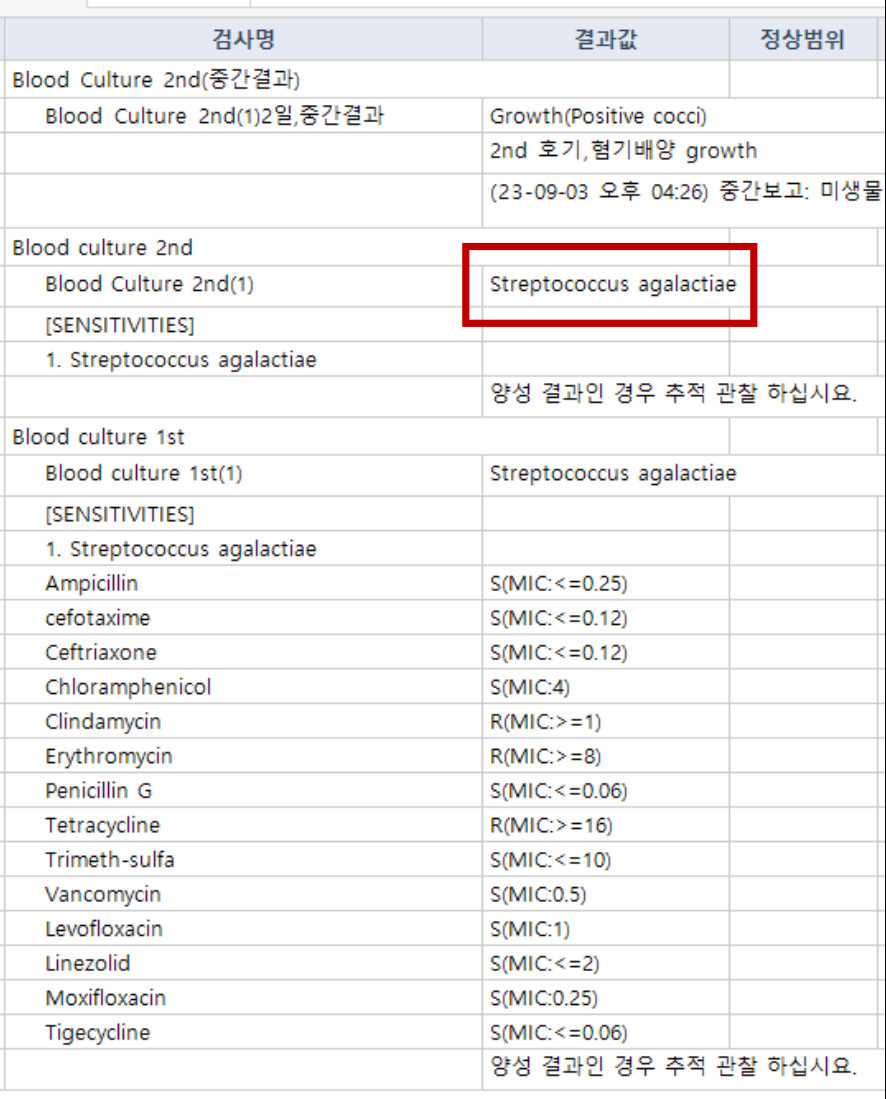 검사명 결과값 정상범위
Blood Culture 2nd(중간결과)
Blood Culture 2nd(1)2일,중간결과 Growth(Positive cocci)
2nd 호기,혐기배양 growth
(23-09-03 오후 04:26) 중간보고: 미생물
Blood culture 2nd
Blood Culture 2nd(1) Streptococcus agalactiae
[SENSITIVITIES]
1. Streptococcus agalactiae
양성 결과인 경우 추적 관찰 하십시요.
Blood culture 1st
Blood culture 1st(1) Streptococcus agalactiae
[SENSITIVITIES]
1. Streptococcus agalactiae
Ampicillin S(MIC:<=0.25)
cefotaxime S(MIC:<=0.12)
Ceftriaxone S(MIC:<=0.12)
Chloramphenicol S(MIC:4)
Clindamycin R(MIC:>=1)
Erythromycin R(MIC:>=8)
Penicillin G S(MIC:<=0.06)
Tetracycline R(MIC:>=16)
Trimeth-sulfa S(MIC:<=10)
Vancomycin S(MIC:0.5)
Levofloxacin S(MIC:1)
Linezolid S(MIC:<=2)
Moxifloxacin S(MIC:0.25)
Tigecycline S(MIC:<=0.06)
양성 결과인 경우 추적 관찰 하십시요.